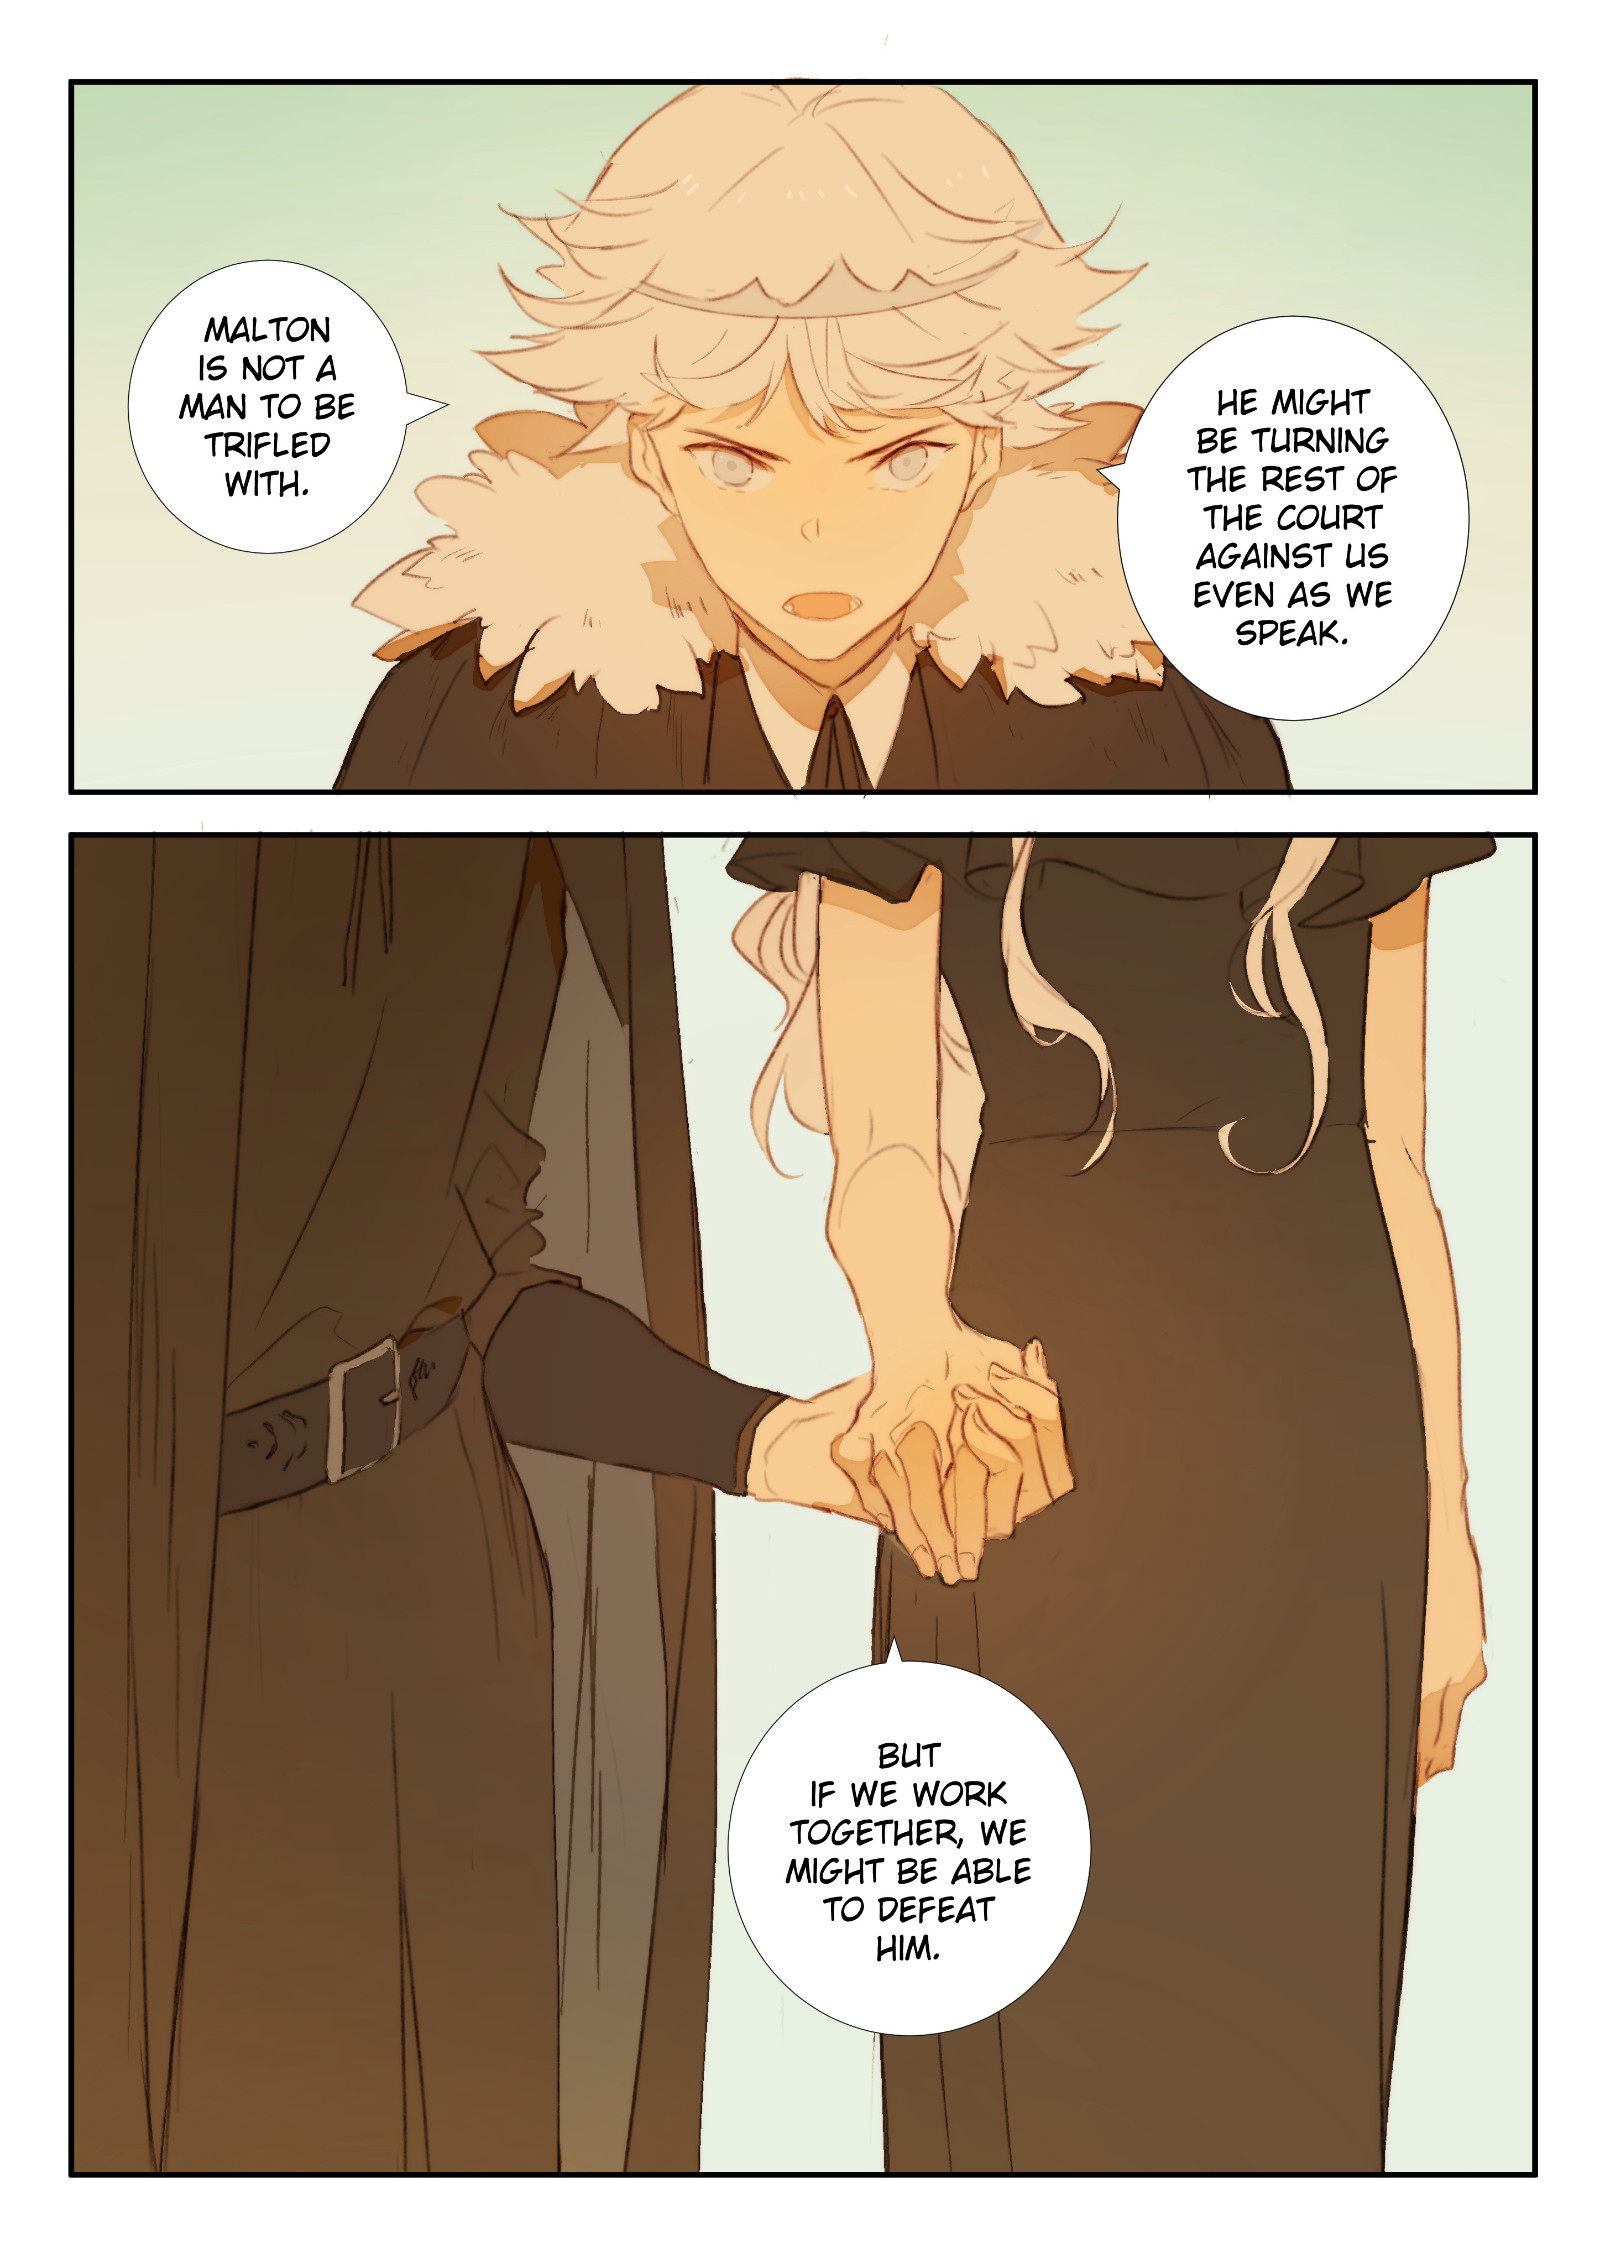 MALTON
IS NOT A
MAN TO BE
TRIFLED
WITH.
HE MIGHT
BE TURNING
THE REST OF
THE COURT
AGAINST US
EVEN AS WE
SPEAK.
BUT
IF WE WORK
TOGETHER, WE
MIGHT BE ABLE
TO DEFEAT
HIM.